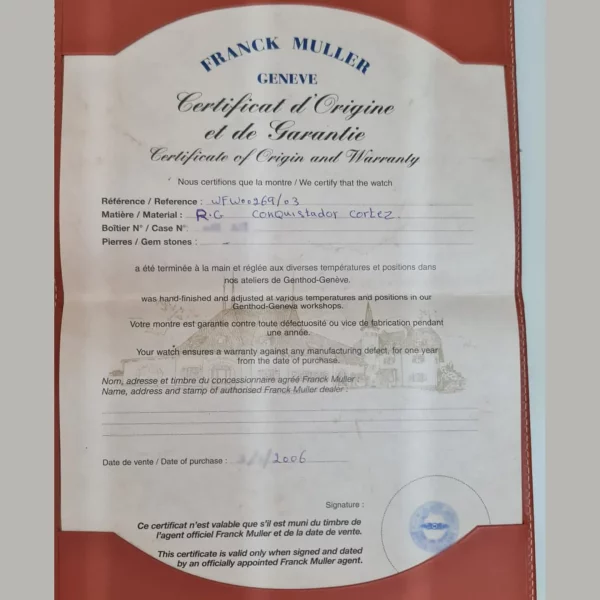 FRANCK MULLER
GENEVE
Certificat d'Origine
et de Garantie
Certificate of Origin and Warranty
Nous certifions que la montre / We certify that the watch
Référence / Reference : WFW00269/03
Matière / Material : R.G Conquistador Cortez.
Boîtier N° / Case N°:
Pierres / Gem stones :
a été terminée à la main et réglée aux diverses températures et positions dans
nos ateliers de Genthod-Genève.
was hand-finished and adjusted at various temperatures and positions in our
Genthod-Geneva workshops.
Votre montre est garantie contre toute défectuosité ou vice de fabrication pendant
une année.
Your watch ensures a warranty against any manufacturing defect, for one year
from the date of purchase.
Nom, adresse et timbre du concessionnaire agréé Franck Muller :
Name, address and stamp of authorised Franck Muller dealer :
Date de vente / Date of purchase : 2006
Signature :
Ce certificat n'est valable que s'il est muni du timbre de
l'agent officiel Franck Muller et de la date de vente.
This certificate is valid only when signed and dated
by an officially appointed Franck Muller agent.